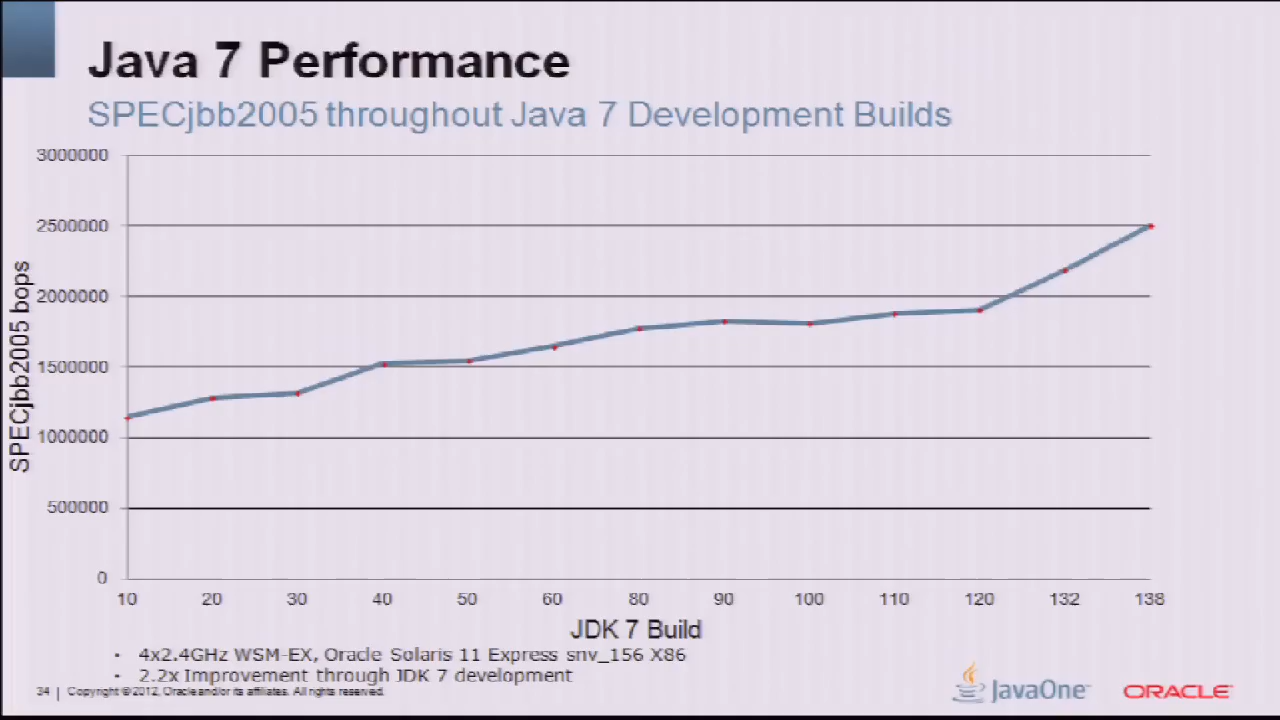 Java 7 Performance
SPECjbb2005 throughout Java 7 Development Builds
3000000
2500000
2000000
1500000
1000000
500000
0
SPECjbb2005 bops
10 20 30 40 50 60 80 90 100 110 120 132 138
JDK 7 Build
• 4x2.4GHz WSM-EX, Oracle Solaris 11 Express snv_156 X86
• 2.2x Improvement through JDK 7 development
34 | Copyright © 2012, Oracle and/or its affiliates. All rights reserved.
JavaOne™
ORACLE®